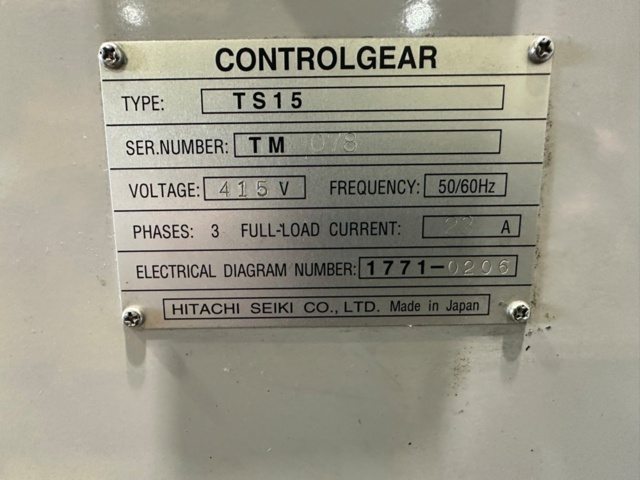 CONTROLGEAR
TYPE: TS15
SER.NUMBER: TM 078
VOLTAGE: 415 V FREQUENCY: 50/60Hz
PHASES: 3 FULL-LOAD CURRENT: A
ELECTRICAL DIAGRAM NUMBER: 1771-0206
HITACHI SEIKI CO., LTD. Made in Japan